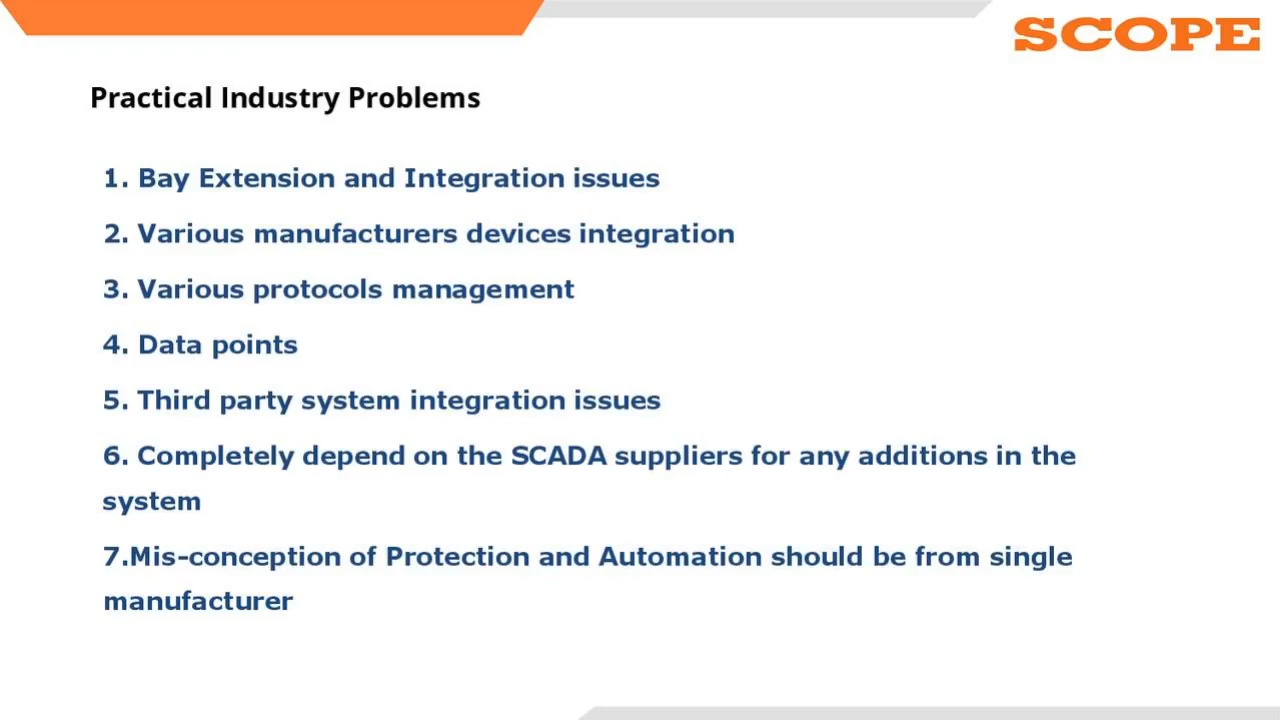 SCOPE
Practical Industry Problems
1. Bay Extension and Integration issues
2. Various manufacturers devices integration
3. Various protocols management
4. Data points
5. Third party system integration issues
6. Completely depend on the SCADA suppliers for any additions in the
system
7.Mis-conception of Protection and Automation should be from single
manufacturer